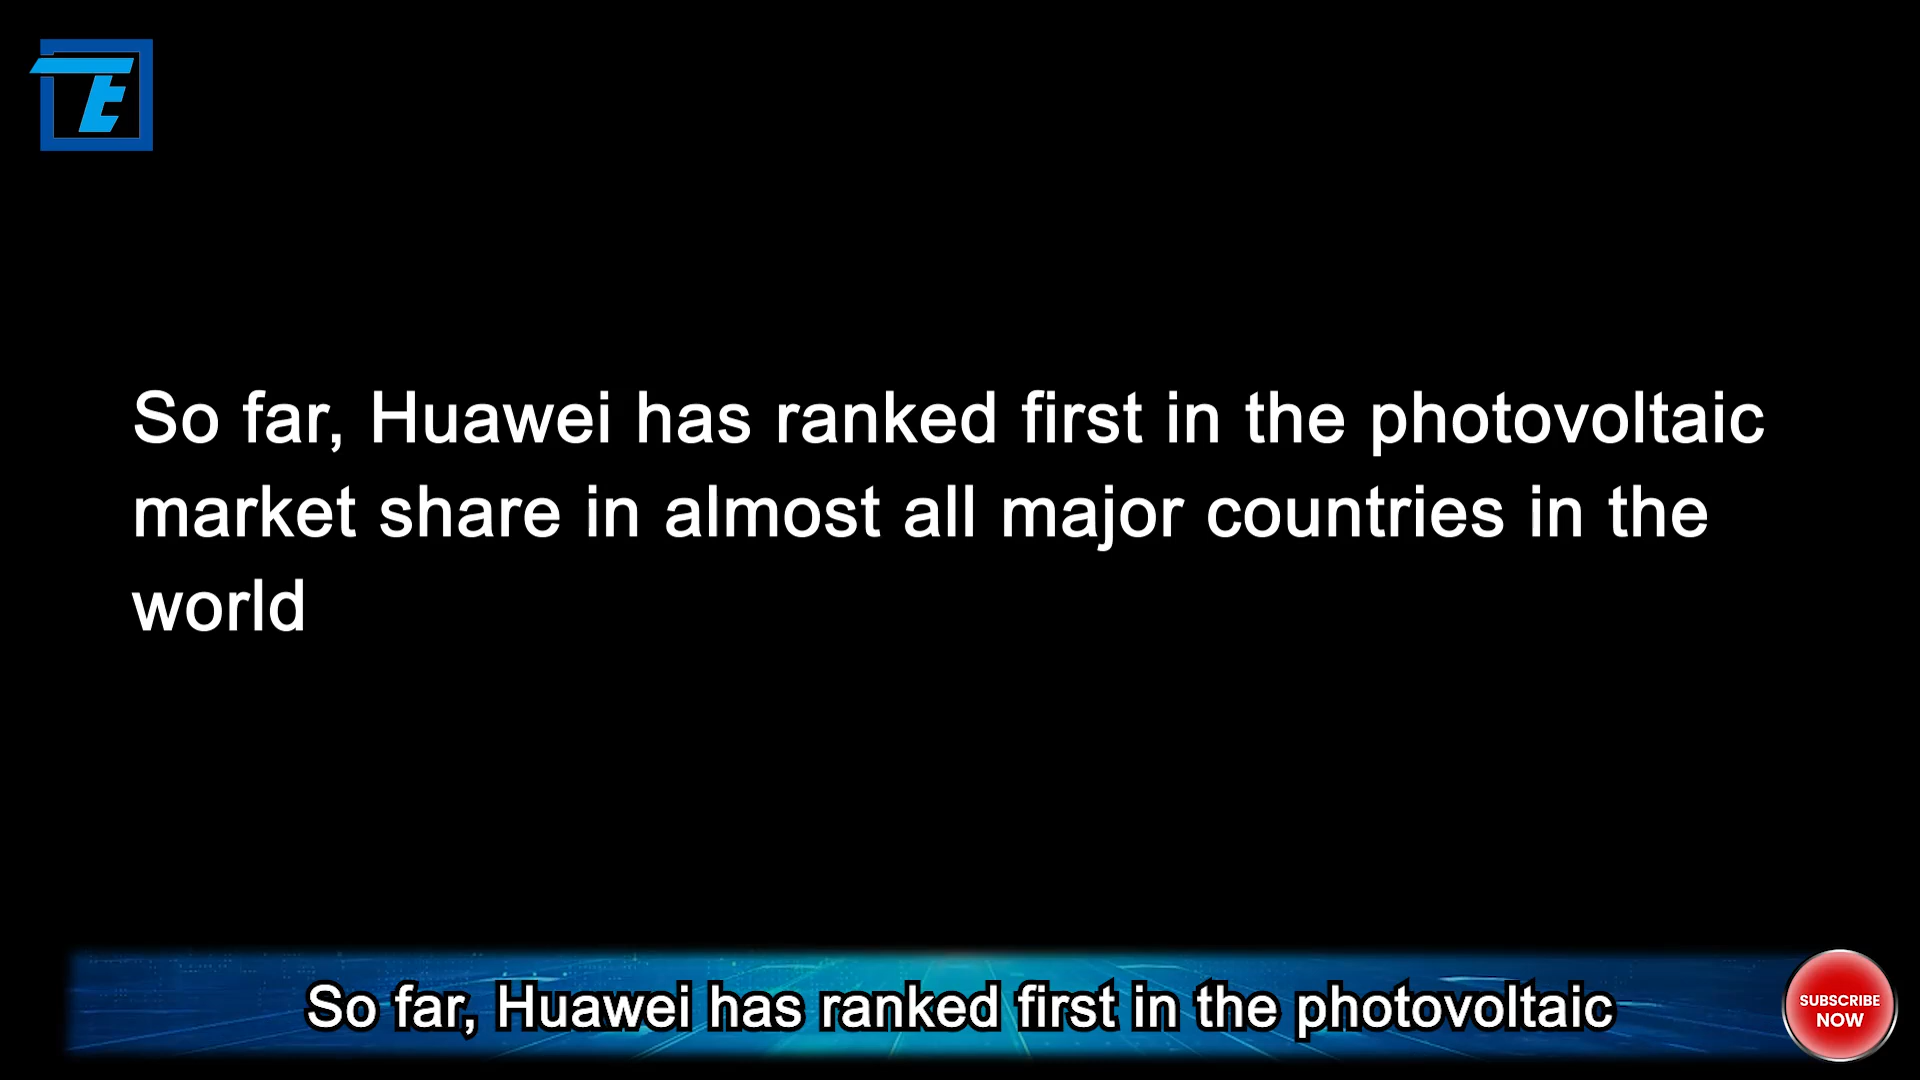 TE
So far, Huawei has ranked first in the photovoltaic
market share in almost all major countries in the
world
So far, Huawei has ranked first in the photovoltaic
SUBSCRIBE
NOW